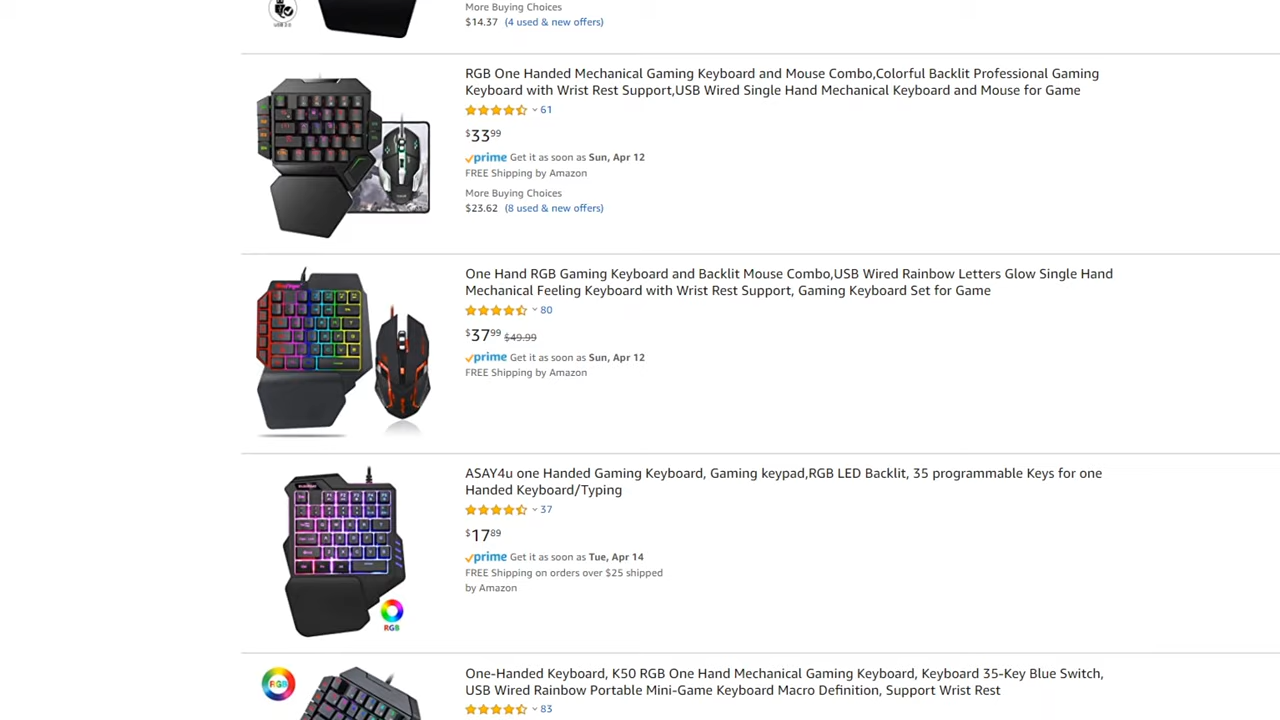 More Buying Choices
$14.37 (4 used & new offers)
RGB One Handed Mechanical Gaming Keyboard and Mouse Combo,Colorful Backlit Professional Gaming
Keyboard with Wrist Rest Support,USB Wired Single Hand Mechanical Keyboard and Mouse for Game
61
$33 99
prime Get it as soon as Sun, Apr 12
FREE Shipping by Amazon
More Buying Choices
$23.62 (8 used & new offers)
One Hand RGB Gaming Keyboard and Backlit Mouse Combo,USB Wired Rainbow Letters Glow Single Hand
Mechanical Feeling Keyboard with Wrist Rest Support, Gaming Keyboard Set for Game
80
$37 99 $49.99
prime Get it as soon as Sun, Apr 12
FREE Shipping by Amazon
ASAY4u one Handed Gaming Keyboard, Gaming keypad,RGB LED Backlit, 35 programmable Keys for one
Handed Keyboard/Typing
37
$17 89
prime Get it as soon as Tue, Apr 14
FREE Shipping on orders over $25 shipped
by Amazon
RGB
RGB
One-Handed Keyboard, K50 RGB One Hand Mechanical Gaming Keyboard, Keyboard 35-Key Blue Switch,
USB Wired Rainbow Portable Mini-Game Keyboard Macro Definition, Support Wrist Rest
83